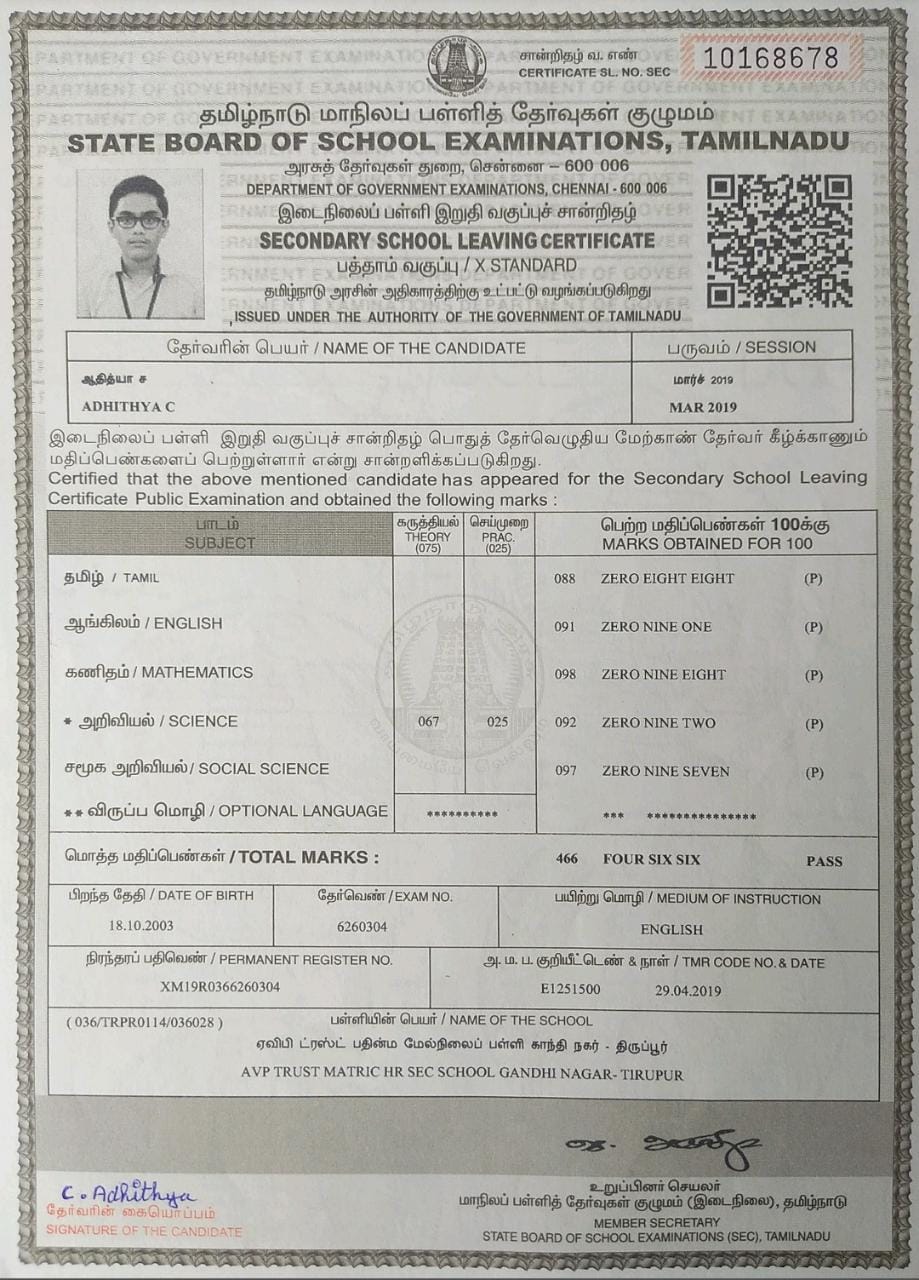 சான்றிதழ் வ. எண்
CERTIFICATE SL. NO. SEC
10168678
தமிழ்நாடு மாநிலப் பள்ளித் தேர்வுகள் குழுமம்
STATE BOARD OF SCHOOL EXAMINATIONS, TAMILNADU
அரசுத் தேர்வுகள் துறை, சென்னை – 600 006
DEPARTMENT OF GOVERNMENT EXAMINATIONS, CHENNAI - 600 006
இடைநிலைப் பள்ளி இறுதி வகுப்புச் சான்றிதழ்
SECONDARY SCHOOL LEAVING CERTIFICATE
பத்தாம் வகுப்பு / X STANDARD
தமிழ்நாடு அரசின் அதிகாரத்திற்கு உட்பட்டு வழங்கப்படுகிறது
ISSUED UNDER THE AUTHORITY OF THE GOVERNMENT OF TAMILNADU
தேர்வரின் பெயர் / NAME OF THE CANDIDATE பருவம் / SESSION
ஆதித்யா ச மார்ச் 2019
ADHITHYA C MAR 2019
இடைநிலைப் பள்ளி இறுதி வகுப்புச் சான்றிதழ் பொதுத் தேர்வெழுதிய மேற்காண் தேர்வர் கீழ்க்காணும்
மதிப்பெண்களைப் பெற்றுள்ளார் என்று சான்றளிக்கப்படுகிறது.
Certified that the above mentioned candidate has appeared for the Secondary School Leaving
Certificate Public Examination and obtained the following marks :
பாடம் கருத்தியல் செய்முறை பெற்ற மதிப்பெண்கள் 100க்கு
SUBJECT THEORY (075) PRAC. (025) MARKS OBTAINED FOR 100
தமிழ் / TAMIL 088 ZERO EIGHT EIGHT (P)
ஆங்கிலம் / ENGLISH 091 ZERO NINE ONE (P)
கணிதம் / MATHEMATICS 098 ZERO NINE EIGHT (P)
* அறிவியல் / SCIENCE 067 025 092 ZERO NINE TWO (P)
சமூக அறிவியல் / SOCIAL SCIENCE 097 ZERO NINE SEVEN (P)
** விருப்ப மொழி / OPTIONAL LANGUAGE ********** *** ***************
மொத்த மதிப்பெண்கள் / TOTAL MARKS : 466 FOUR SIX SIX PASS
பிறந்த தேதி / DATE OF BIRTH தேர்வெண் / EXAM NO. பயிற்று மொழி / MEDIUM OF INSTRUCTION
18.10.2003 6260304 ENGLISH
நிரந்தரப் பதிவெண் / PERMANENT REGISTER NO. அ. ம. ப. குறியீட்டெண் & நாள் / TMR CODE NO. & DATE
XM19R0366260304 E1251500 29.04.2019
( 036/TRPR0114/036028 ) பள்ளியின் பெயர் / NAME OF THE SCHOOL
ஏவிபி ட்ரஸ்ட் பதின்ம மேல்நிலைப் பள்ளி காந்தி நகர் - திருப்பூர்
AVP TRUST MATRIC HR SEC SCHOOL GANDHI NAGAR- TIRUPUR
C. Adhithya
தேர்வரின் கையொப்பம்
SIGNATURE OF THE CANDIDATE
உறுப்பினர் செயலர்
மாநிலப் பள்ளித் தேர்வுகள் குழுமம் (இடைநிலை), தமிழ்நாடு
MEMBER SECRETARY
STATE BOARD OF SCHOOL EXAMINATIONS (SEC), TAMILNADU